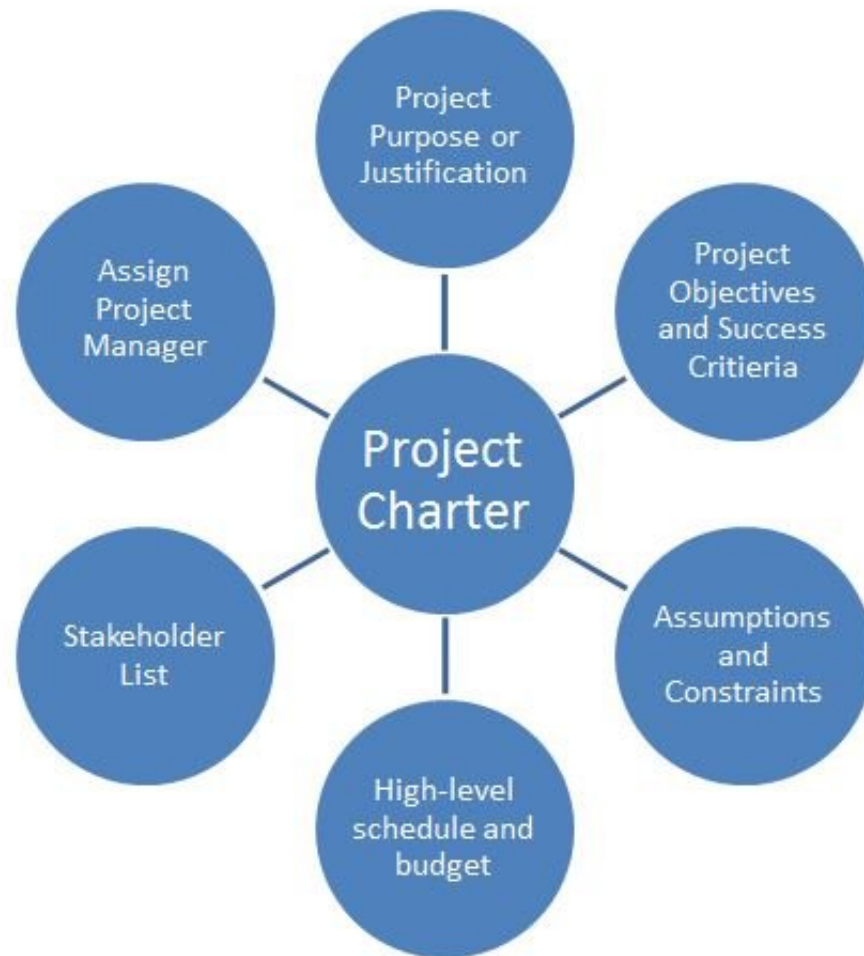 Project
Purpose or
Justification
Assign
Project
Manager
Project
Objectives
and Success
Critieria
Project
Charter
Stakeholder
List
Assumptions
and
Constraints
High-level
schedule and
budget